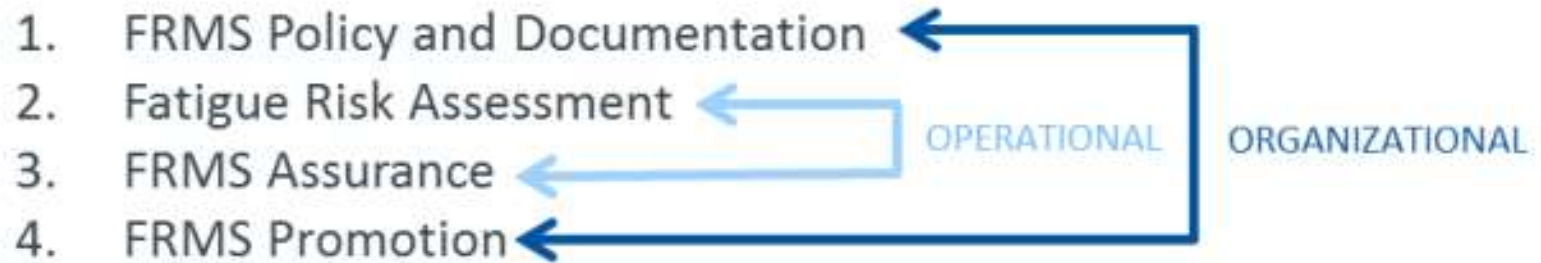 1. FRMS Policy and Documentation
2. Fatigue Risk Assessment
OPERATIONAL
ORGANIZATIONAL
3. FRMS Assurance
4. FRMS Promotion